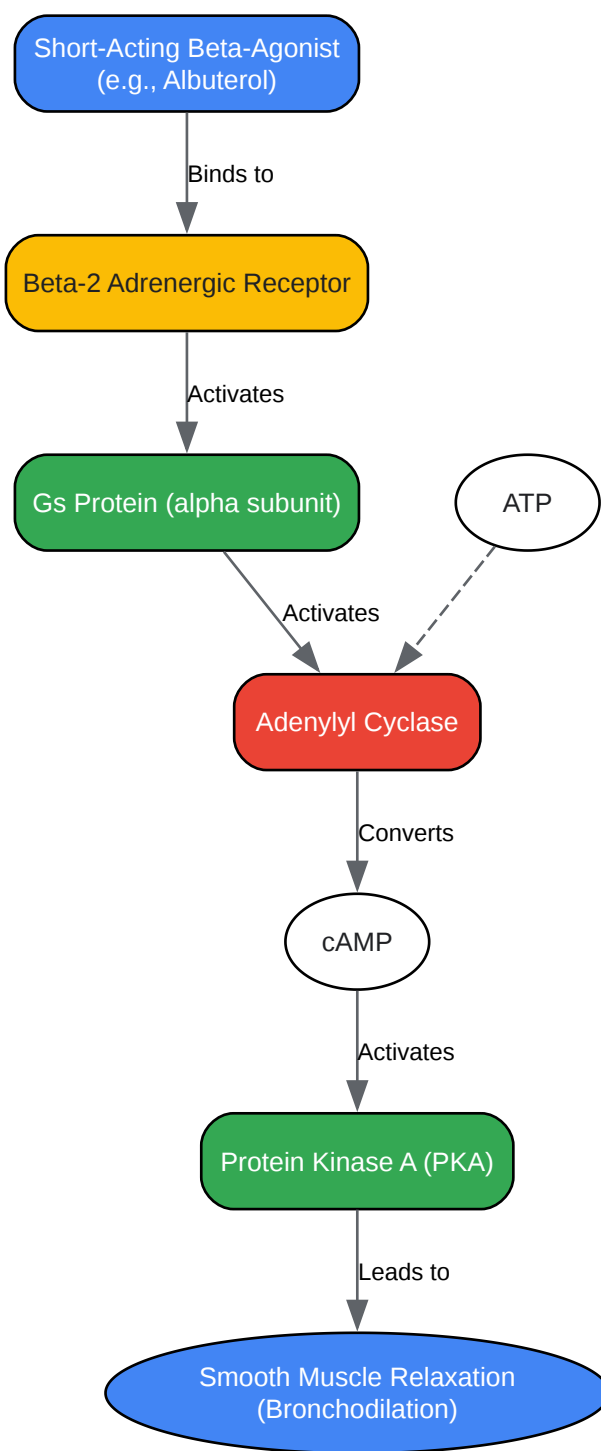 Short-Acting Beta-Agonist
(e.g., Albuterol)
Binds to
Beta-2 Adrenergic Receptor
Activates
Gs Protein (alpha subunit)
ATP
Activates
Adenylyl Cyclase
Converts
cAMP
Activates
Protein Kinase A (PKA)
Leads to
Smooth Muscle Relaxation
(Bronchodilation)